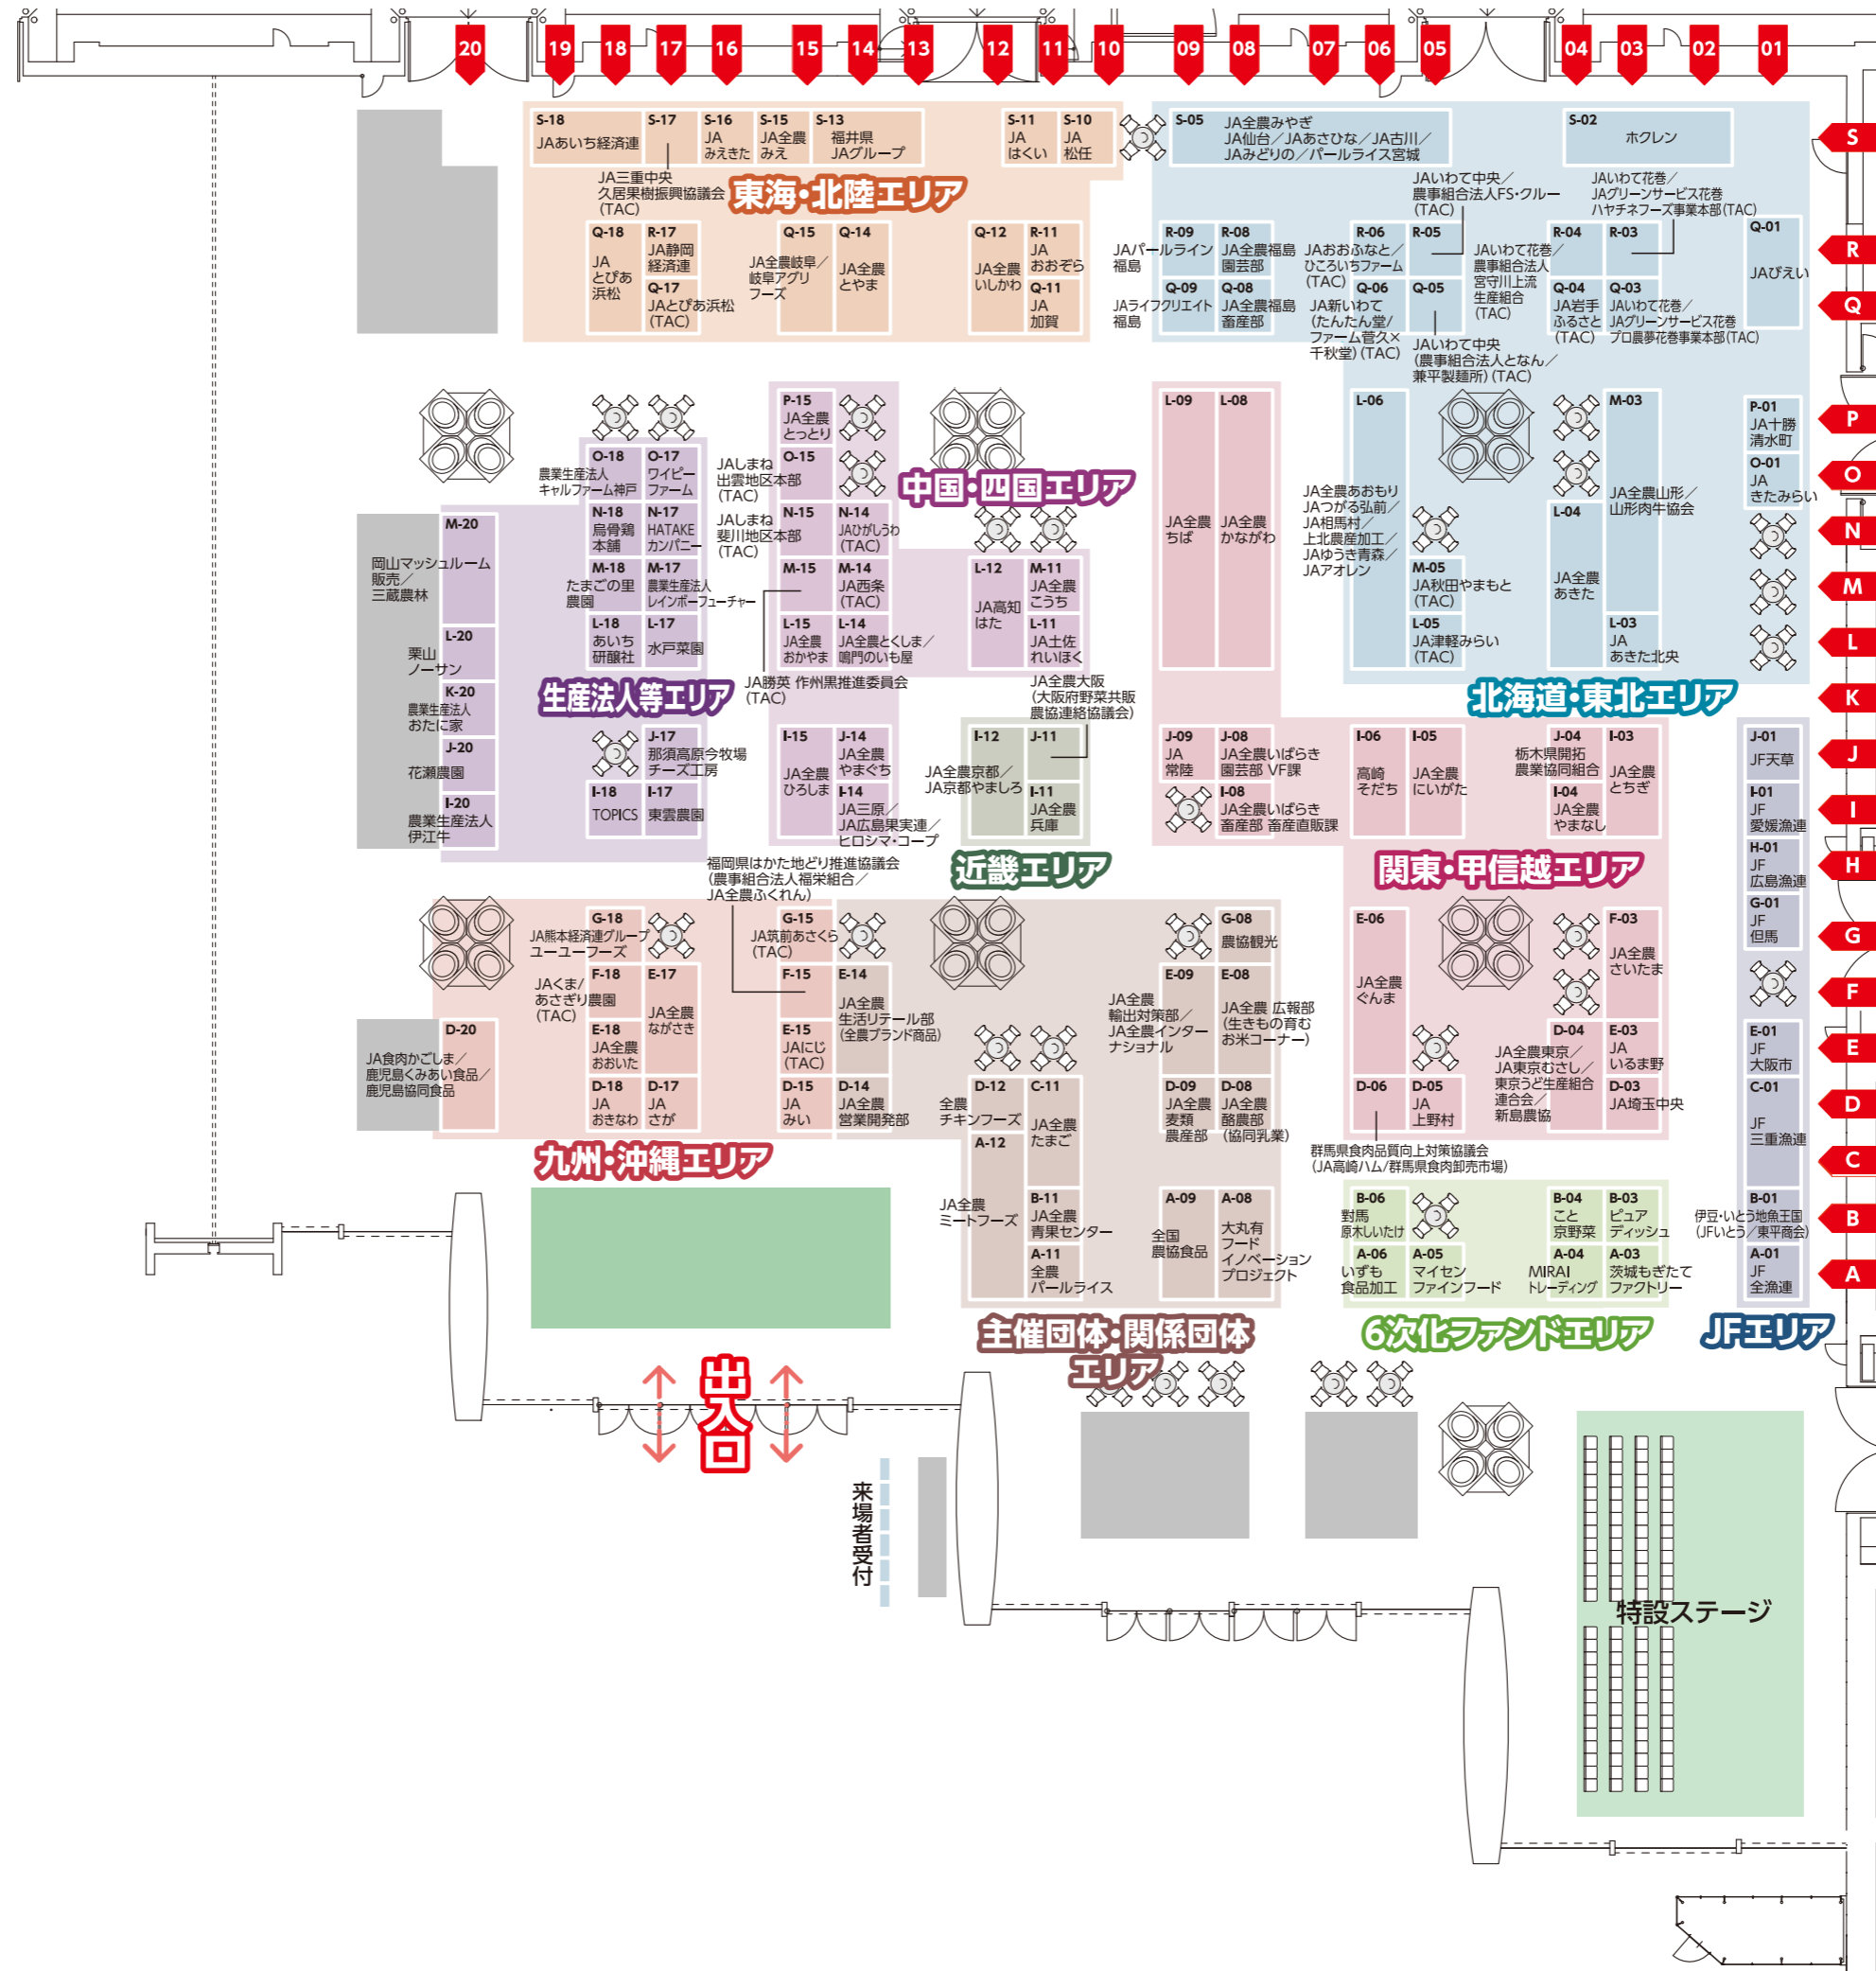 20
19
18
17
16
15
14
13
12
11
10
09
08
07
06
05
04
03
02
01
S
R
Q
P
O
N
M
L
K
J
I
H
G
F
E
D
C
B
A
S-18
JAあいち経済連
S-17
JA三重中央
久居果樹振興協議会
(TAC)
S-16
JA
みえきた
S-15
JA全農
みえ
S-13
福井県
JAグループ
S-11
JA
はくい
S-10
JA
松任
東海・北陸エリア
Q-18
JA
とぴあ
浜松
R-17
JA静岡
経済連
Q-17
JAとぴあ浜松
(TAC)
Q-15
JA全農岐阜／
岐阜アグリ
フーズ
Q-14
JA全農
とやま
Q-12
JA全農
いしかわ
R-11
JA
おおぞら
Q-11
JA
加賀
S-05
JA全農みやぎ
JA仙台／JAあさひな／JA古川／
JAみどりの／パールライス宮城
S-02
ホクレン
R-09
JAパールライン
福島
R-08
JA全農福島
園芸部
Q-09
JAライフクリエイト
福島
Q-08
JA全農福島
畜産部
R-06
JAおおふなと／
ひころいちファーム
(TAC)
R-05
JAいわて中央／
農事組合法人FS・クルー
(TAC)
Q-06
JA新いわて
(たんたん堂/
ファーム菅久×
千秋堂)(TAC)
Q-05
JAいわて中央
(農事組合法人となん／
兼平製麺所)(TAC)
R-04
JAいわて花巻／
農事組合法人
宮守川上流
生産組合
(TAC)
R-03
JAいわて花巻／
JAグリーンサービス花巻
ハヤチネフーズ事業本部(TAC)
Q-04
JA岩手
ふるさと
(TAC)
Q-03
JAいわて花巻／
JAグリーンサービス花巻
プロ農夢花巻事業本部(TAC)
Q-01
JAびえい
P-01
JA十勝
清水町
O-01
JA
きたみらい
L-06
JA全農あおもり
JAつがる弘前／
JA相馬村／
上北農産加工／
JAゆうき青森／
JAアオレン
M-05
JA秋田やまもと
(TAC)
L-05
JA津軽みらい
(TAC)
M-03
JA全農山形／
山形肉牛協会
L-04
JA全農
あきた
L-03
JA
あきた北央
北海道・東北エリア
P-15
JA全農
とっとり
O-15
JAしまね
出雲地区本部
(TAC)
N-15
JAしまね
斐川地区本部
(TAC)
N-14
JAひがしうわ
(TAC)
M-15
JA勝英 作州黒推進委員会
(TAC)
M-14
JA西条
(TAC)
L-15
JA全農
おかやま
L-14
JA全農とくしま／
鳴門のいも屋
L-12
JA高知
はた
M-11
JA全農
こうち
L-11
JA土佐
れいほく
中国・四国エリア
I-15
JA全農
ひろしま
J-14
JA全農
やまぐち
I-14
JA三原／
JA広島果実連／
ヒロシマ・コープ
O-18
農業生産法人
キャルファーム神戸
O-17
ワイピー
ファーム
N-18
烏骨鶏
本舗
N-17
HATAKE
カンパニー
M-18
たまごの里
農園
M-17
農業生産法人
レインボーフューチャー
L-18
あいち
研醸社
L-17
水戸菜園
M-20
岡山マッシュルーム
販売／
三蔵農林
L-20
栗山
ノーサン
K-20
農業生産法人
おたに家
J-20
花瀬農園
I-20
農業生産法人
伊江牛
生産法人等エリア
J-17
那須高原今牧場
チーズ工房
I-18
TOPICS
I-17
東雲農園
I-12
JA全農京都／
JA京都やましろ
J-11
JA全農大阪
(大阪府野菜共販
農協連絡協議会)
I-11
JA全農
兵庫
近畿エリア
L-09
JA全農
ちば
L-08
JA全農
かながわ
J-09
JA
常陸
J-08
JA全農いばらき
園芸部 VF課
I-08
JA全農いばらき
畜産部 畜産直販課
I-06
高崎
そだち
I-05
JA全農
にいがた
J-04
栃木県開拓
農業協同組合
I-04
JA全農
やまなし
I-03
JA全農
とちぎ
関東・甲信越エリア
E-06
JA全農
ぐんま
F-03
JA全農
さいたま
D-06
群馬県食肉品質向上対策協議会
(JA高崎ハム/群馬県食肉卸売市場)
D-05
JA
上野村
D-04
JA全農東京／
JA東京むさし／
東京うど生産組合
連合会／
新島農協
E-03
JA
いるま野
D-03
JA埼玉中央
J-01
JF天草
I-01
JF
愛媛漁連
H-01
JF
広島漁連
G-01
JF
但馬
E-01
JF
大阪市
C-01
JF
三重漁連
B-01
伊豆・いとう地魚王国
(JFいとう／東平商会)
A-01
JF
全漁連
JFエリア
G-18
JA熊本経済連グループ
ユーユーフーズ
F-18
JAくま/
あさぎり農園
(TAC)
E-17
JA全農
ながさき
E-18
JA全農
おおいた
D-18
JA
おきなわ
D-17
JA
さが
D-20
JA食肉かごしま／
鹿児島くみあい食品／
鹿児島協同食品
G-15
JA筑前あさくら
(TAC)
F-15
福岡県はかた地どり推進協議会
(農事組合法人福栄組合／
JA全農ふくれん)
E-15
JAにじ
(TAC)
D-15
JA
みい
九州・沖縄エリア
E-14
JA全農
生活リテール部
(全農ブランド商品)
D-14
JA全農
営業開発部
D-12
全農
チキンフーズ
C-11
JA全農
たまご
A-12
JA全農
ミートフーズ
B-11
JA全農
青果センター
A-11
全農
パールライス
G-08
農協観光
E-09
JA全農
輸出対策部／
JA全農インター
ナショナル
E-08
JA全農 広報部
(生きもの育む
お米コーナー)
D-09
JA全農
麦類
農産部
D-08
JA全農
酪農部
(協同乳業)
A-09
全国
農協食品
A-08
大丸有
フード
イノベーション
プロジェクト
主催団体・関係団体
エリア
B-06
對馬
原木しいたけ
A-06
いずも
食品加工
A-05
マイセン
ファインフード
B-04
こと
京野菜
B-03
ピュア
ディッシュ
A-04
MIRAI
トレーディング
A-03
茨城もぎたて
ファクトリー
6次化ファンドエリア
出入口
来場者受付
特設ステージ